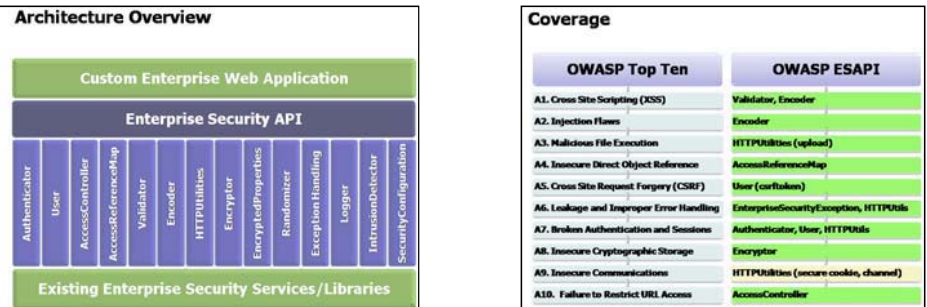 Architecture Overview
Custom Enterprise Web Application
Enterprise Security API
Authenticator
User
AccessController
AccessReferenceMap
Validator
Encoder
HTTPUtilities
Encryptor
EncryptedProperties
Randomizer
Exception Handling
Logger
IntrusionDetector
SecurityConfiguration
Existing Enterprise Security Services/Libraries
Coverage
OWASP Top Ten OWASP ESAPI
A1. Cross Site Scripting (XSS) Validator, Encoder
A2. Injection Flaws Encoder
A3. Malicious File Execution HTTPUtilities (upload)
A4. Insecure Direct Object Reference AccessReferenceMap
A5. Cross Site Request Forgery (CSRF) User (csrftoken)
A6. Leakage and Improper Error Handling EnterpriseSecurityException, HTTPUtils
A7. Broken Authentication and Sessions Authenticator, User, HTTPUtils
A8. Insecure Cryptographic Storage Encryptor
A9. Insecure Communications HTTPUtilities (secure cookie, channel)
A10. Failure to Restrict URL Access AccessController